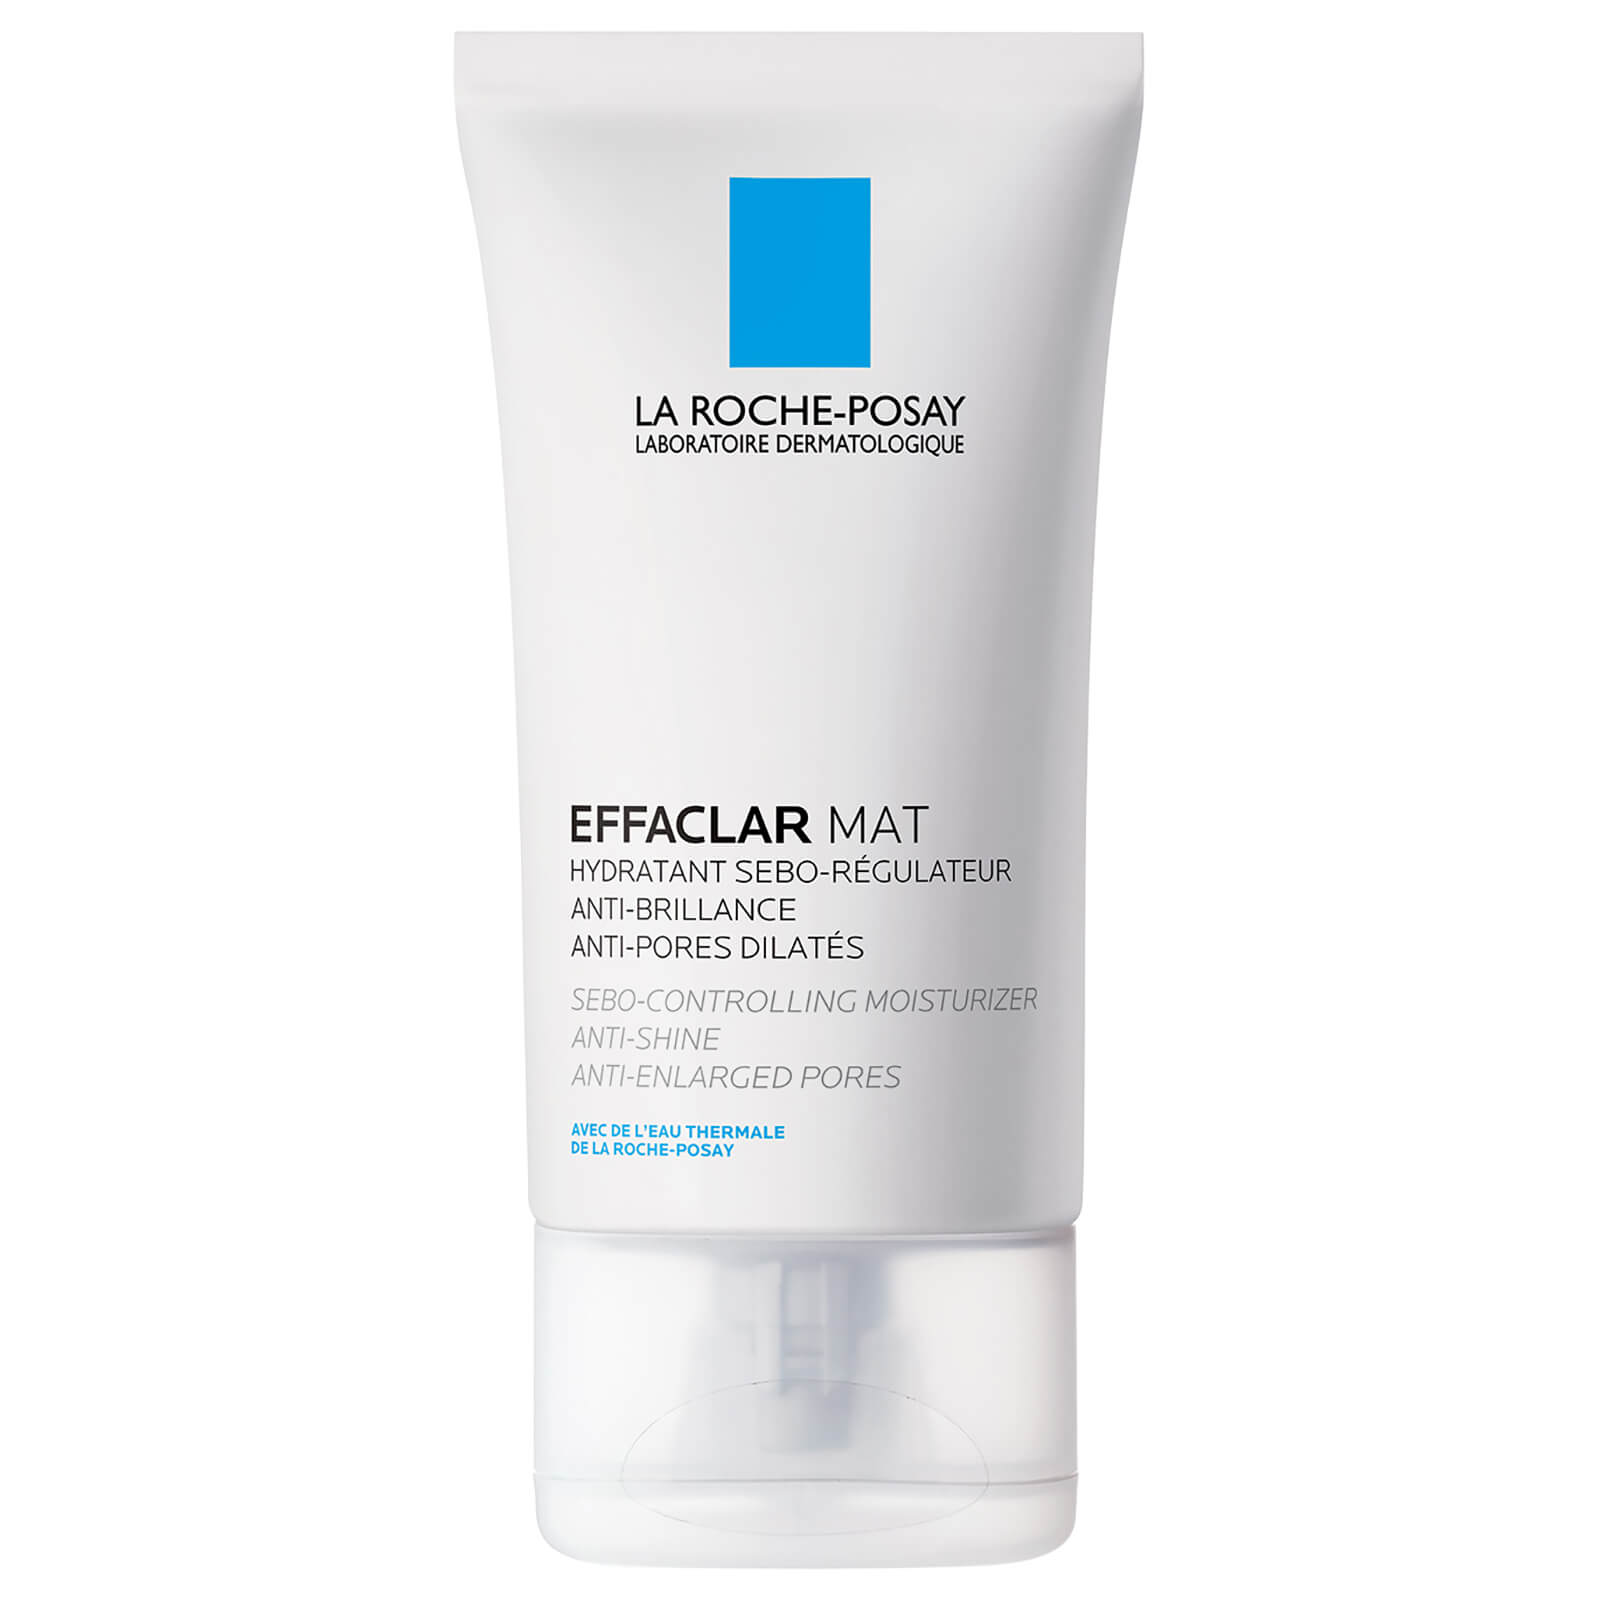 LA ROCHE-POSAY
LABORATOIRE DERMATOLOGIQUE
EFFACLAR MAT
HYDRATANT SEBO-RÉGULATEUR
ANTI-BRILLANCE
ANTI-PORES DILATÉS
SEBO-CONTROLLING MOISTURIZER
ANTI-SHINE
ANTI-ENLARGED PORES
AVEC DE L'EAU THERMALE
DE LA ROCHE-POSAY